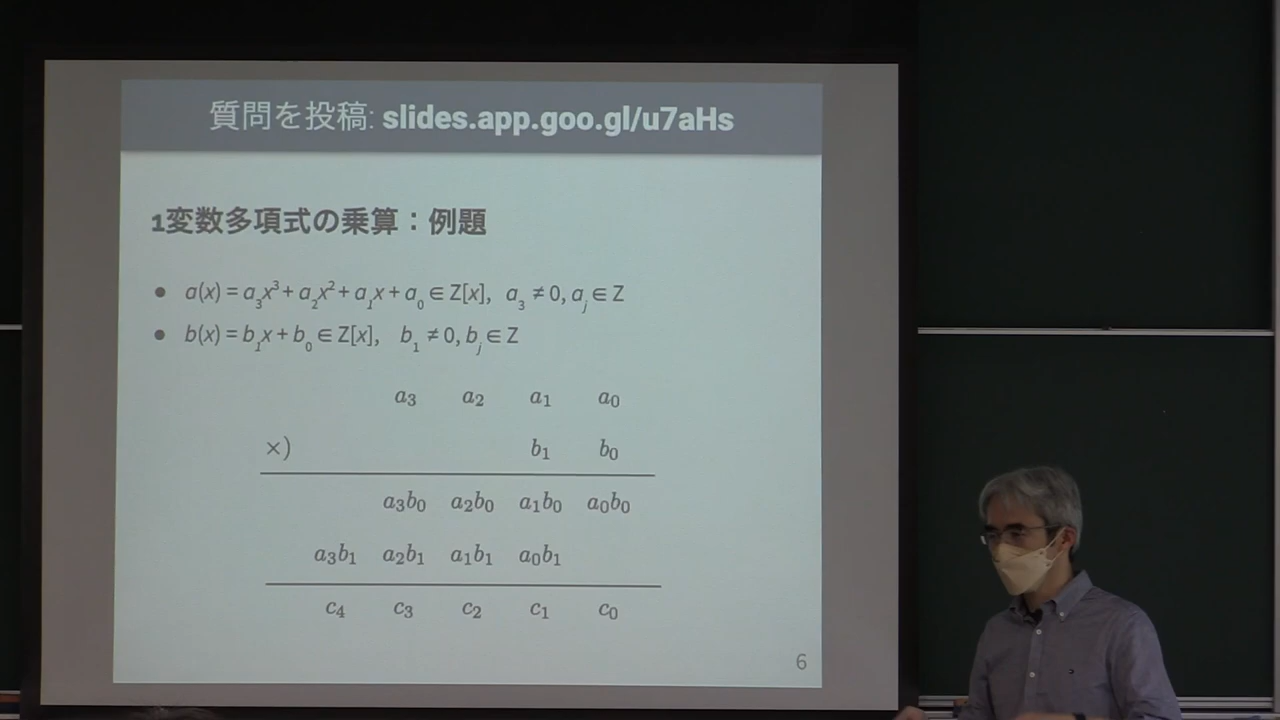 質問を投稿: slides.app.goo.gl/u7aHs
1変数多項式の乗算：例題
● a(x) = a₃x³ + a₂x² + a₁x + a₀ ∈ Z[x], a₃ ≠ 0, aⱼ ∈ Z
● b(x) = b₁x + b₀ ∈ Z[x], b₁ ≠ 0, bⱼ ∈ Z
a₃ a₂ a₁ a₀
×) b₁ b₀
a₃b₀ a₂b₀ a₁b₀ a₀b₀
a₃b₁ a₂b₁ a₁b₁ a₀b₁
c₄ c₃ c₂ c₁ c₀
6